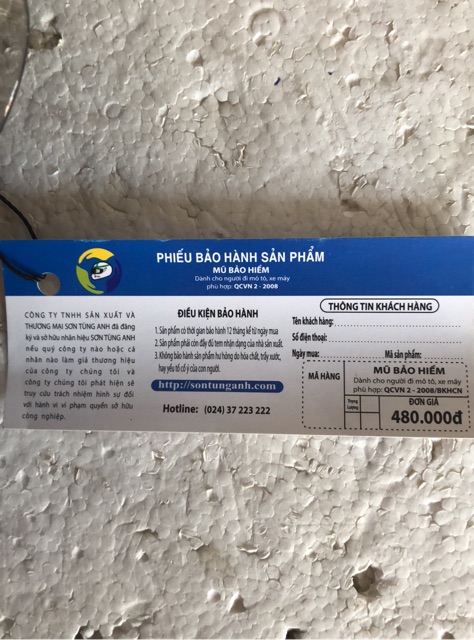 PHIẾU BẢO HÀNH SẢN PHẨM
MŨ BẢO HIỂM
Dành cho người đi mô tô, xe máy
phù hợp: QCVN 2 - 2008
CÔNG TY TNHH SẢN XUẤT VÀ
THƯƠNG MẠI SƠN TÙNG ANH đã đăng
ký và sở hữu nhãn hiệu SƠN TÙNG ANH
nếu quý công ty nào hoặc cá
nhân nào làm giả thương hiệu
của công ty chúng tôi và
công ty chúng tôi phát hiện sẽ
truy cứu trách nhiệm hình sự đối
với hành vi vi phạm quyền sở hữu
công nghiệp.
ĐIỀU KIỆN BẢO HÀNH
1. Sản phẩm có thời gian bảo hành 12 tháng kể từ ngày mua
2. Sản phẩm phải còn đầy đủ tem nhận dạng của nhà sản xuất.
3. Không bảo hành sản phẩm hư hỏng do hóa chất, trầy xước,
hay yếu tố cố ý của con người.
http://sontunganh.com
Hotline: (024) 37 223 222
THÔNG TIN KHÁCH HÀNG
Tên khách hàng:
Số điện thoại:
Ngày mua: Mã sản phẩm:
MÃ HÀNG
MŨ BẢO HIỂM
Dành cho người đi mô tô, xe máy
phù hợp: QCVN 2 - 2008/BKHCN
Trọng
Lượng
ĐƠN GIÁ
480.000đ